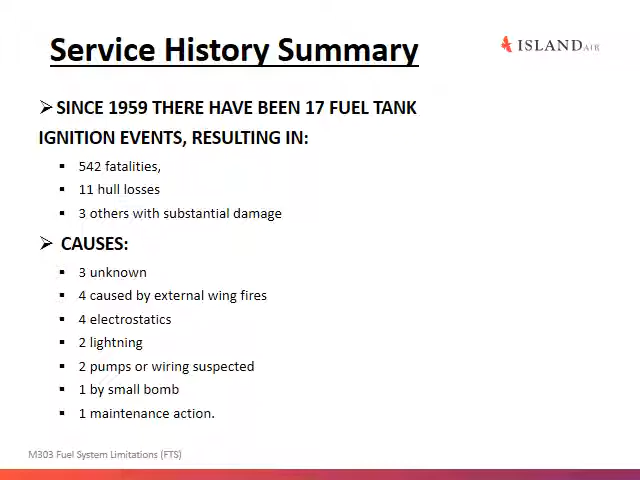 Service History Summary
ISLAND AIR
➢ SINCE 1959 THERE HAVE BEEN 17 FUEL TANK
IGNITION EVENTS, RESULTING IN:
▪ 542 fatalities,
▪ 11 hull losses
▪ 3 others with substantial damage
➢ CAUSES:
▪ 3 unknown
▪ 4 caused by external wing fires
▪ 4 electrostatics
▪ 2 lightning
▪ 2 pumps or wiring suspected
▪ 1 by small bomb
▪ 1 maintenance action.
M303 Fuel System Limitations (FTS)